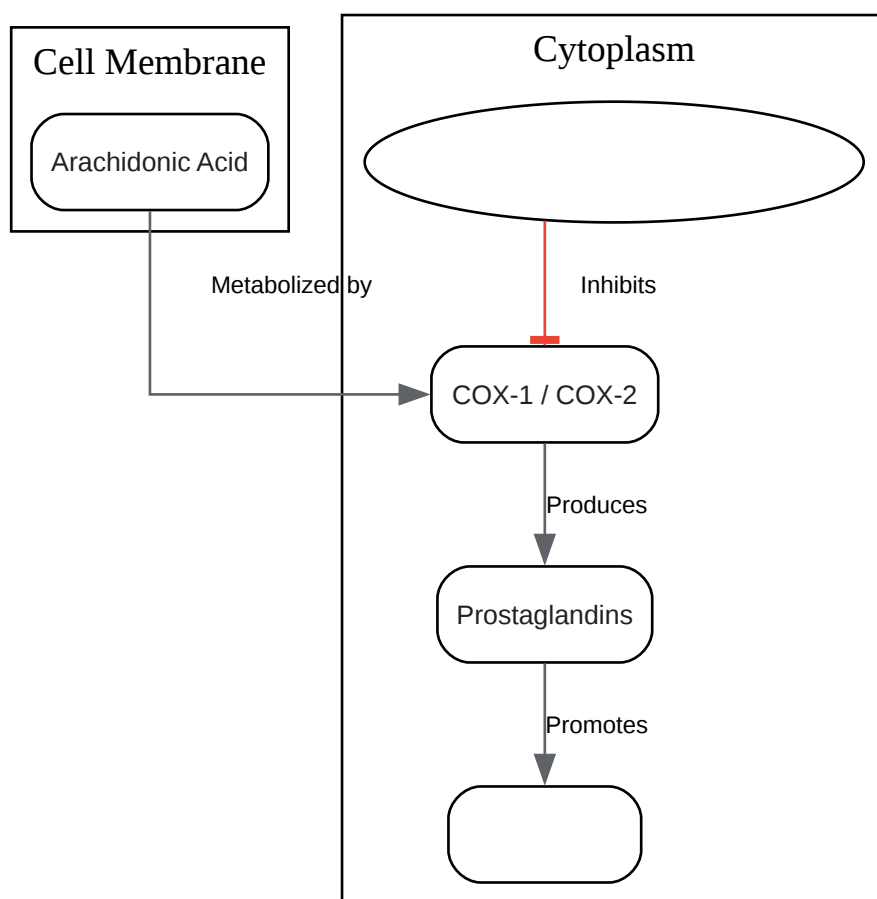 Cell Membrane
Cytoplasm
Arachidonic Acid
Metabolized by
Inhibits
COX-1 / COX-2
Produces
Prostaglandins
Promotes